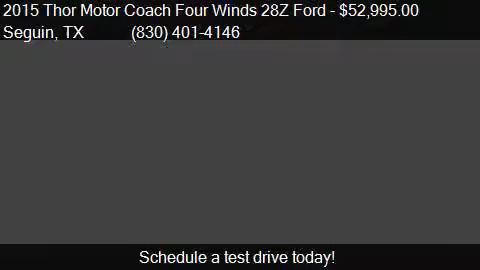 2015 Thor Motor Coach Four Winds 28Z Ford - $52,995.00
Seguin, TX (830) 401-4146
Schedule a test drive today!